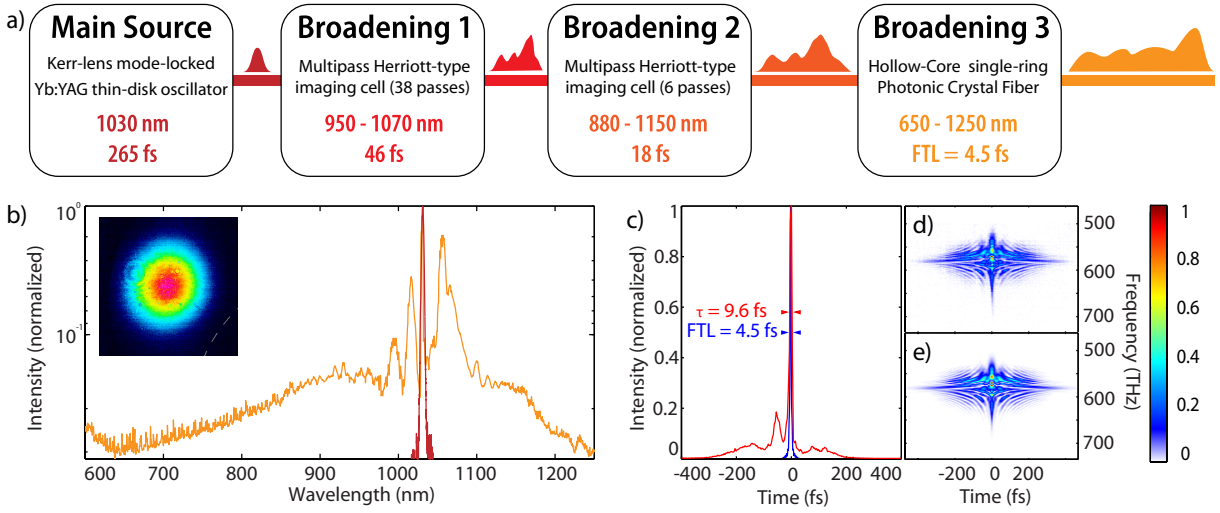 a)
Main Source
Kerr-lens mode-locked
Yb:YAG thin-disk oscillator
1030 nm
265 fs
Broadening 1
Multipass Herriott-type
imaging cell (38 passes)
950 - 1070 nm
46 fs
Broadening 2
Multipass Herriott-type
imaging cell (6 passes)
880 - 1150 nm
18 fs
Broadening 3
Hollow-Core single-ring
Photonic Crystal Fiber
650 - 1250 nm
FTL = 4.5 fs
b)
Intensity (normalized)
10⁰
10⁻¹
600 700 800 900 1000 1100 1200
Wavelength (nm)
c)
Intensity (normalized)
1
0.8
0.6
0.4
0.2
0
τ = 9.6 fs
FTL = 4.5 fs
-400 -200 0 200 400
Time (fs)
d)
500
600
700
e)
500
600
700
Frequency (THz)
-200 0 200
Time (fs)
1
0.8
0.6
0.4
0.2
0